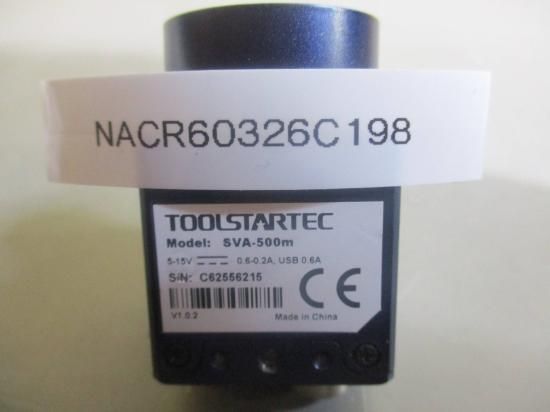 NACR60326C198
TOOLSTARTEC
Model: SVA-500m
5-15V 0.6-0.2A, USB 0.6A
S/N: C62556215
CE
V1.0.2
Made in China